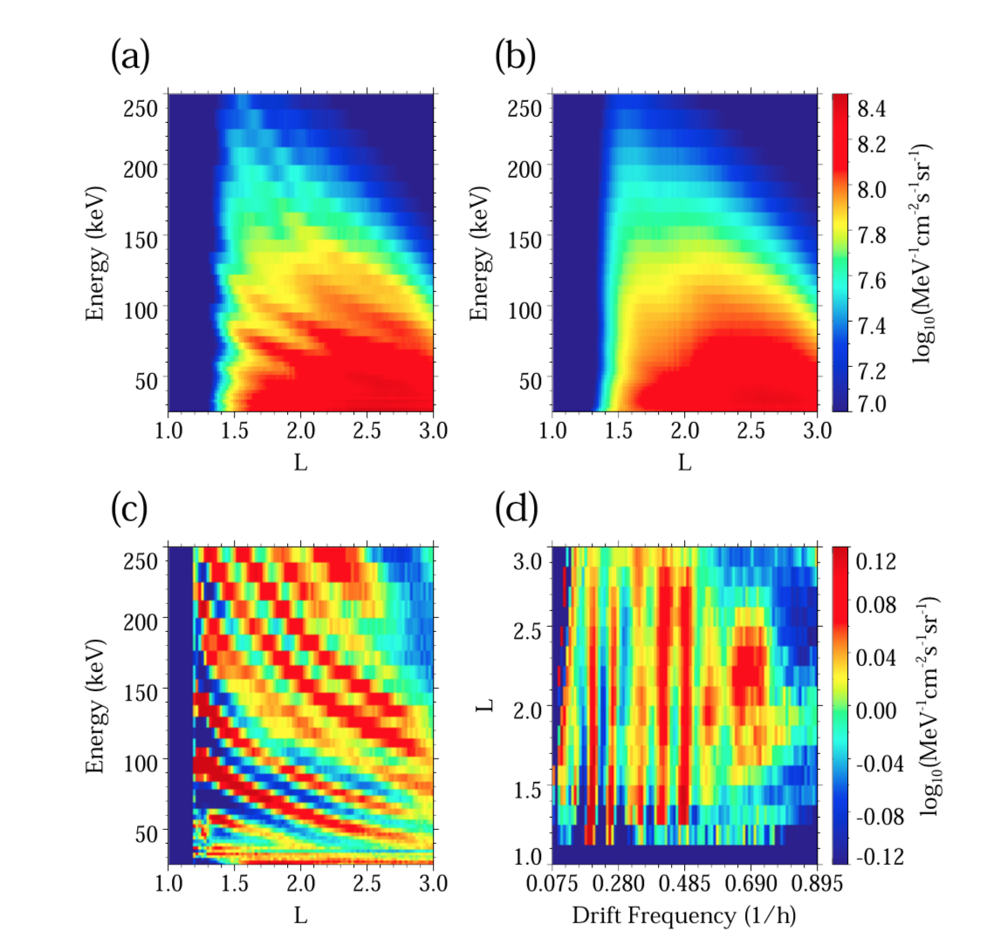 (a)
(b)
250
200
150
100
50
Energy (keV)
1.0 1.5 2.0 2.5 3.0
L
250
200
150
100
50
Energy (keV)
1.0 1.5 2.0 2.5 3.0
L
8.4
8.2
8.0
7.8
7.6
7.4
7.2
7.0
log10(MeV-1cm-2s-1sr-1)
(c)
(d)
250
200
150
100
50
Energy (keV)
1.0 1.5 2.0 2.5 3.0
L
3.0
2.5
2.0
1.5
1.0
L
0.075 0.280 0.485 0.690 0.895
Drift Frequency (1/h)
0.12
0.08
0.04
0.00
-0.04
-0.08
-0.12
log10(MeV-1cm-2s-1sr-1)